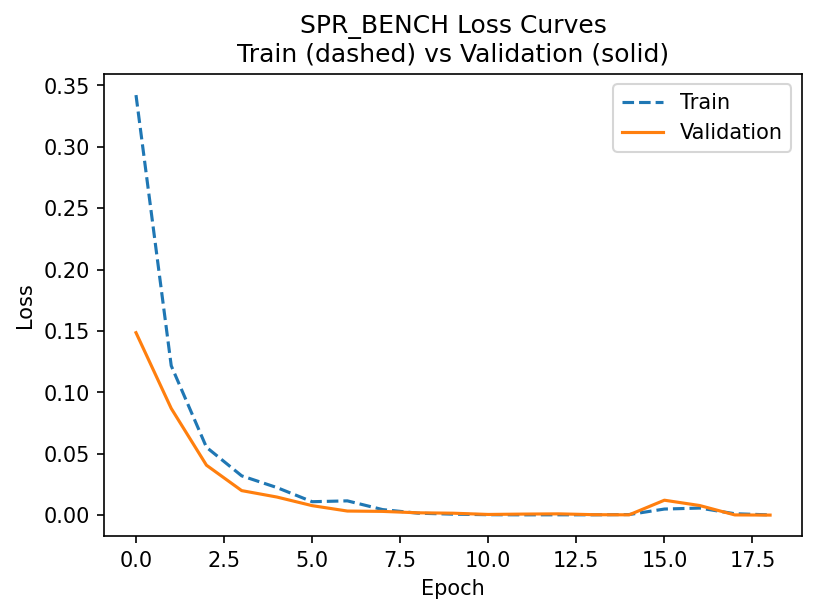 SPR_BENCH Loss Curves
Train (dashed) vs Validation (solid)
Train
Validation
0.35
0.30
0.25
0.20
0.15
0.10
0.05
0.00
Loss
0.0 2.5 5.0 7.5 10.0 12.5 15.0 17.5
Epoch